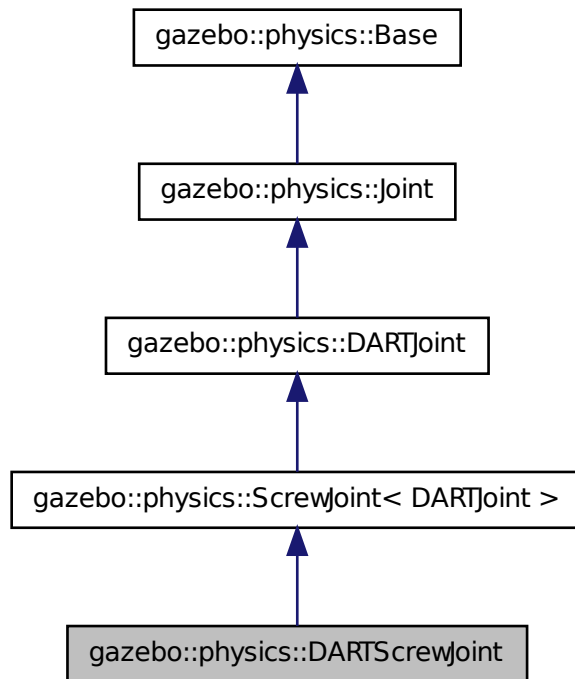 gazebo::physics::Base
gazebo::physics::Joint
gazebo::physics::DARTJoint
gazebo::physics::ScrewJoint< DARTJoint >
gazebo::physics::DARTScrewJoint